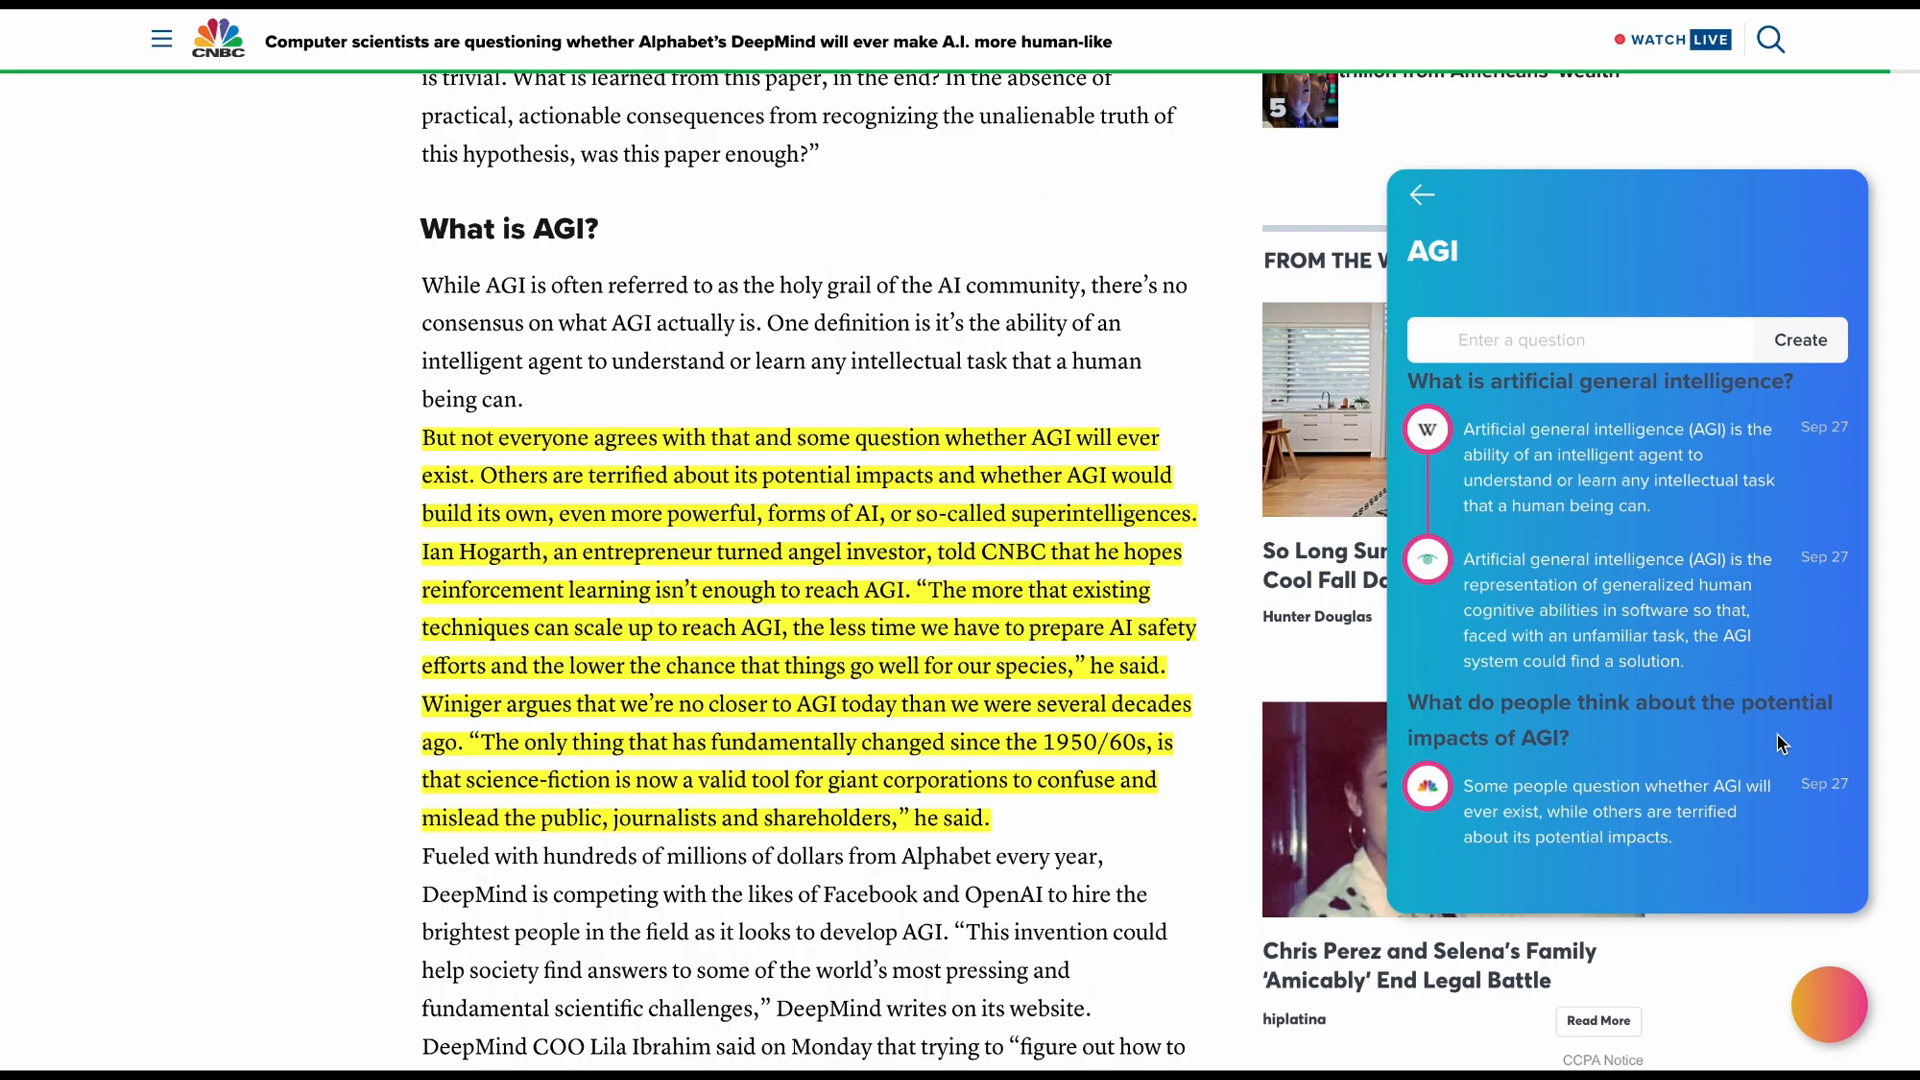 CNBC
Computer scientists are questioning whether Alphabet’s DeepMind will ever make A.I. more human-like
WATCH LIVE
is trivial. What is learned from this paper, in the end? In the absence of
practical, actionable consequences from recognizing the unalienable truth of
this hypothesis, was this paper enough?”
What is AGI?
While AGI is often referred to as the holy grail of the AI community, there’s no
consensus on what AGI actually is. One definition is it’s the ability of an
intelligent agent to understand or learn any intellectual task that a human
being can.
But not everyone agrees with that and some question whether AGI will ever
exist. Others are terrified about its potential impacts and whether AGI would
build its own, even more powerful, forms of AI, or so-called superintelligences.
Ian Hogarth, an entrepreneur turned angel investor, told CNBC that he hopes
reinforcement learning isn’t enough to reach AGI. “The more that existing
techniques can scale up to reach AGI, the less time we have to prepare AI safety
efforts and the lower the chance that things go well for our species,” he said.
Winiger argues that we’re no closer to AGI today than we were several decades
ago. “The only thing that has fundamentally changed since the 1950/60s, is
that science-fiction is now a valid tool for giant corporations to confuse and
mislead the public, journalists and shareholders,” he said.
Fueled with hundreds of millions of dollars from Alphabet every year,
DeepMind is competing with the likes of Facebook and OpenAI to hire the
brightest people in the field as it looks to develop AGI. “This invention could
help society find answers to some of the world’s most pressing and
fundamental scientific challenges,” DeepMind writes on its website.
DeepMind COO Lila Ibrahim said on Monday that trying to “figure out how to
trillion from Americans’ wealth
5
FROM THE W
So Long Sur
Cool Fall Da
Hunter Douglas
Chris Perez and Selena’s Family
‘Amicably’ End Legal Battle
hiplatina
Read More
CCPA Notice
AGI
Enter a question
Create
What is artificial general intelligence?
W
Artificial general intelligence (AGI) is the
Sep 27
ability of an intelligent agent to
understand or learn any intellectual task
that a human being can.
Artificial general intelligence (AGI) is the
Sep 27
representation of generalized human
cognitive abilities in software so that,
faced with an unfamiliar task, the AGI
system could find a solution.
What do people think about the potential
impacts of AGI?
Some people question whether AGI will
Sep 27
ever exist, while others are terrified
about its potential impacts.